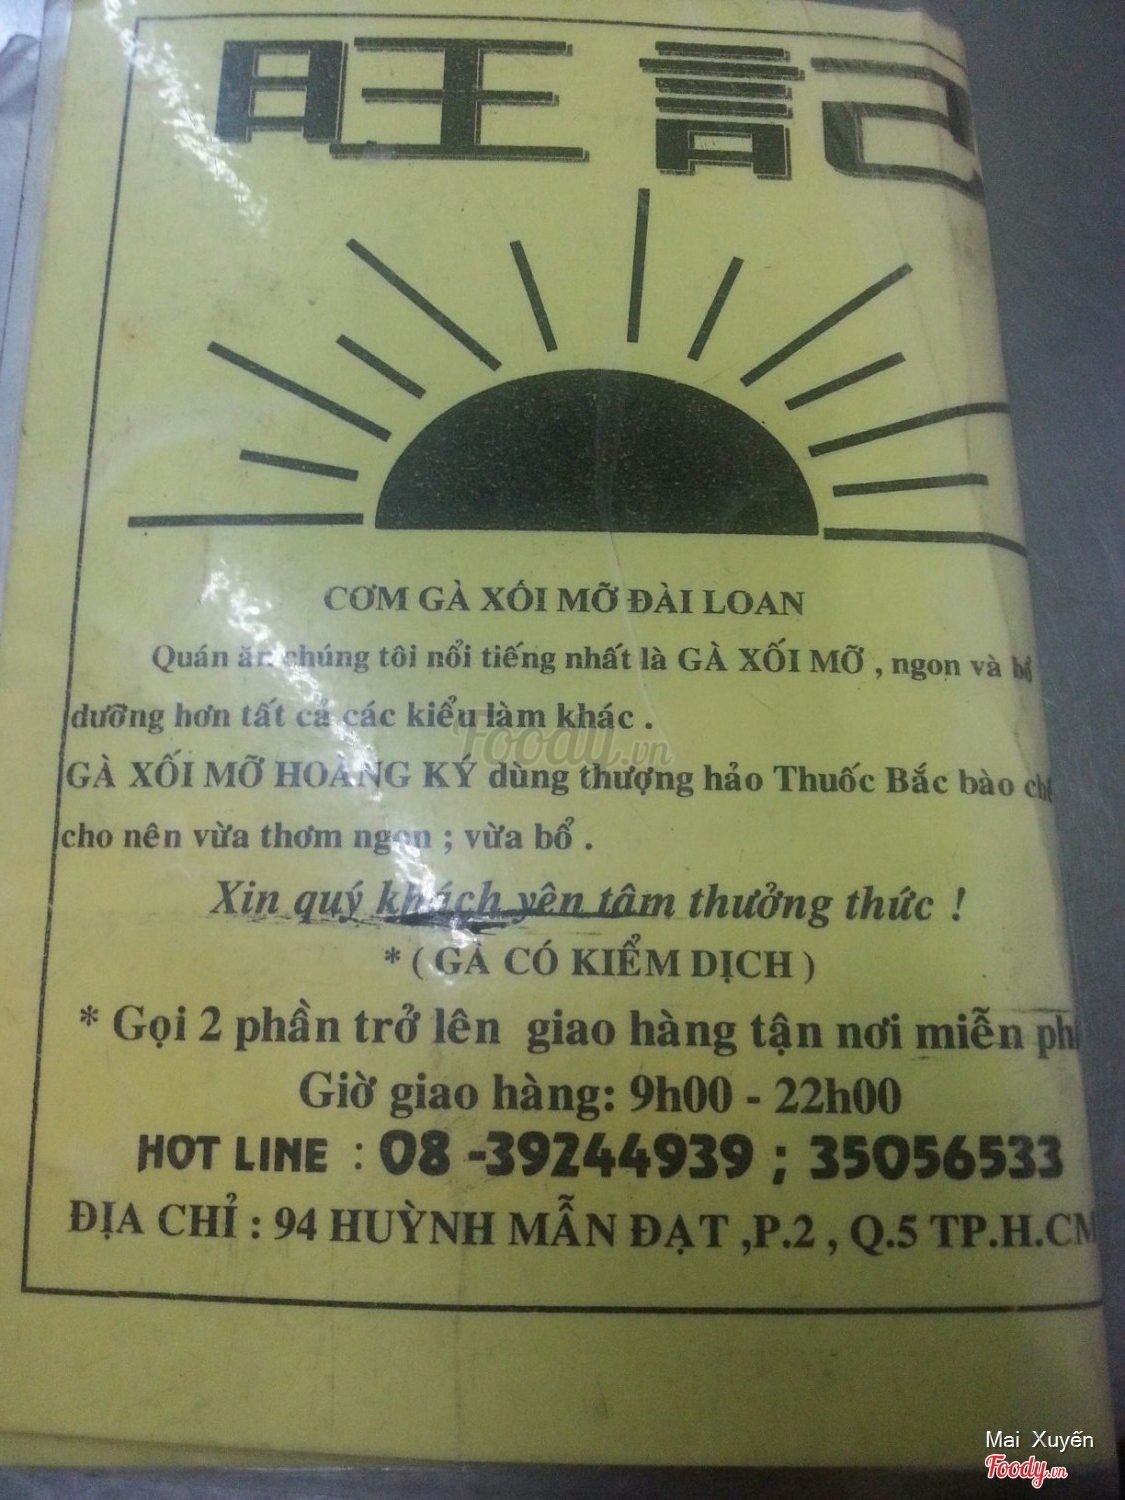 旺記
CƠM GÀ XỐI MỠ ĐÀI LOAN
Quán ăn chúng tôi nổi tiếng nhất là GÀ XỐI MỠ , ngon và bổ
dưỡng hơn tất cả các kiểu làm khác .
GÀ XỐI MỠ HOÀNG KÝ dùng thượng hảo Thuốc Bắc bào chế
cho nên vừa thơm ngon ; vừa bổ .
Xin quý khách yên tâm thưởng thức !
* ( GÀ CÓ KIỂM DỊCH )
* Gọi 2 phần trở lên giao hàng tận nơi miễn phí
Giờ giao hàng: 9h00 - 22h00
HOT LINE : 08 -39244939 ; 35056533
ĐỊA CHỈ : 94 HUỲNH MẪN ĐẠT ,P.2 , Q.5 TP.H.CM
Foody.vn
Mai Xuyến
Foody.vn